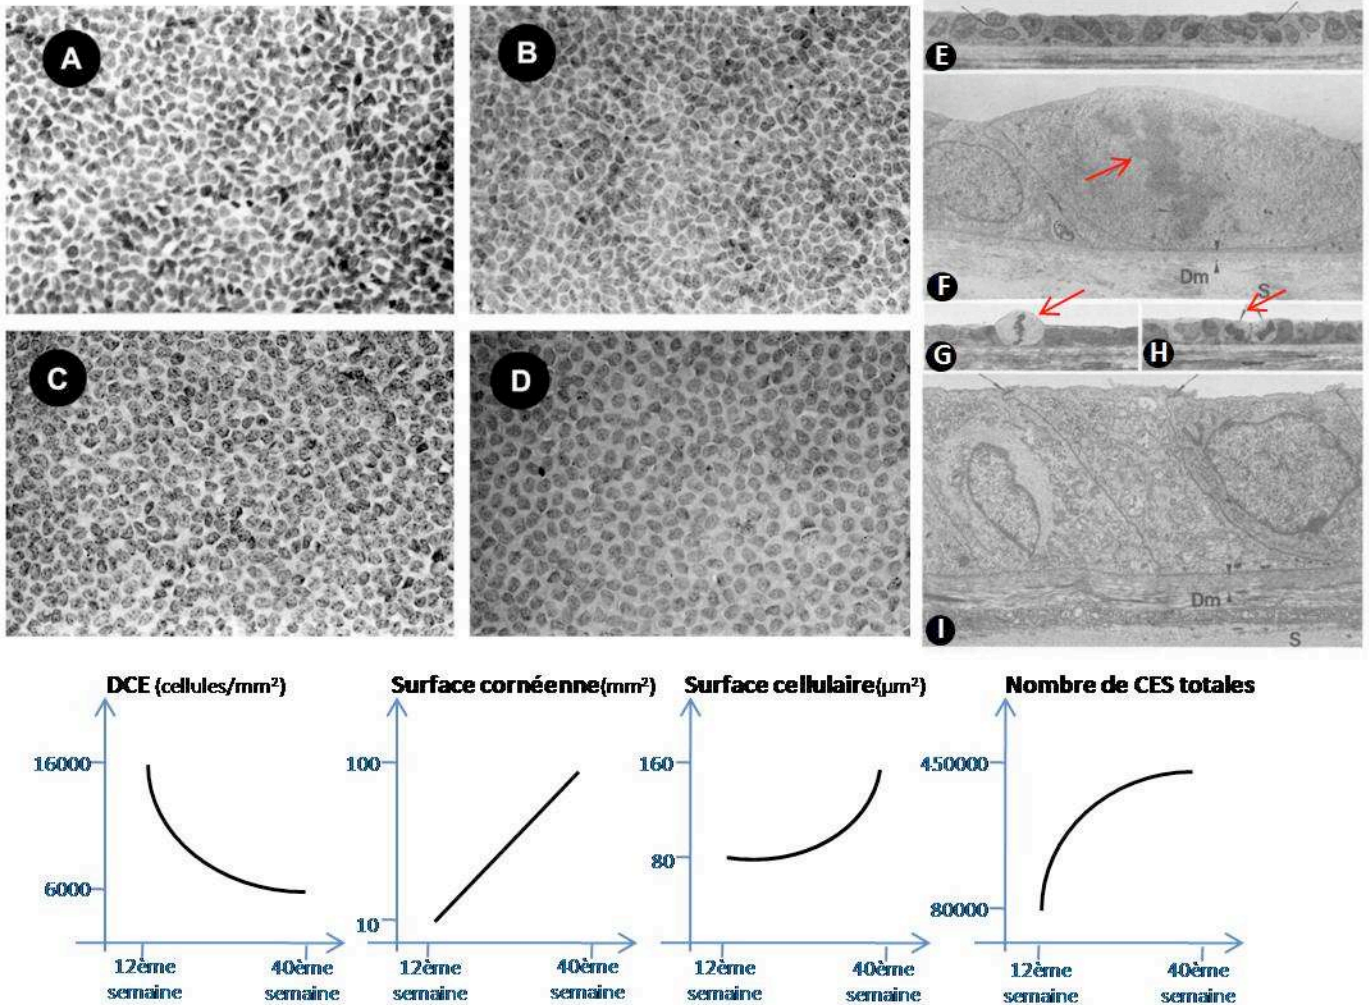 A
B
C
D
E
F
Dm
S
G
H
I
Dm
S
DCE (cellules/mm²)
16000
6000
12ème
semaine
40ème
semaine
Surface cornéenne(mm²)
100
10
12ème
semaine
40ème
semaine
Surface cellulaire(µm²)
160
80
12ème
semaine
40ème
semaine
Nombre de CES totales
450000
80000
12ème
semaine
40ème
semaine